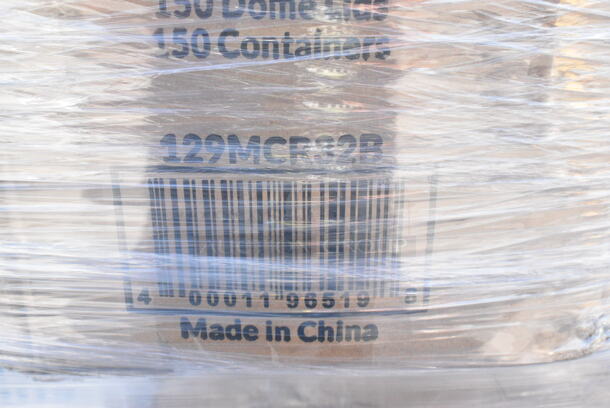 150 Dome Lids
150 Containers
129MCR32B
4 00011 96519 8
Made in China